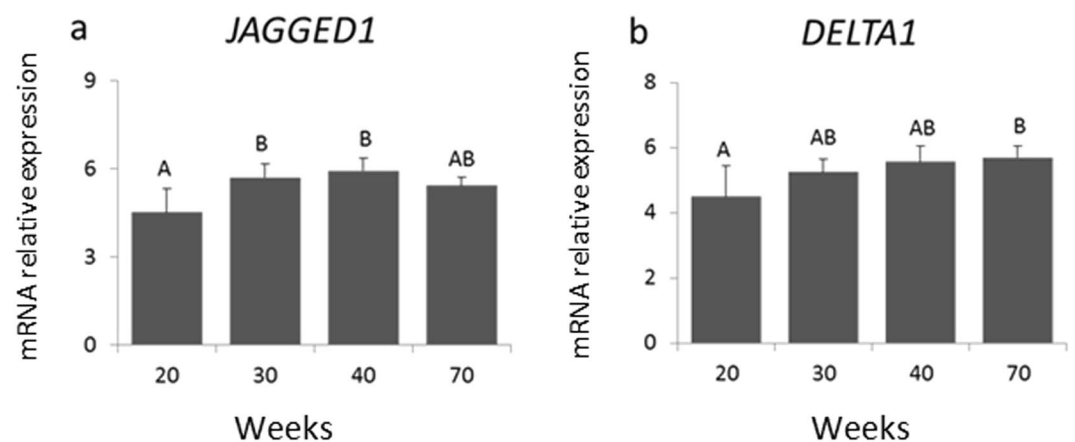 a
JAGGED1
mRNA relative expression
9
6
3
0
A
B
B
AB
20 30 40 70
Weeks
b
DELTA1
mRNA relative expression
8
6
4
2
0
A
AB
AB
B
20 30 40 70
Weeks